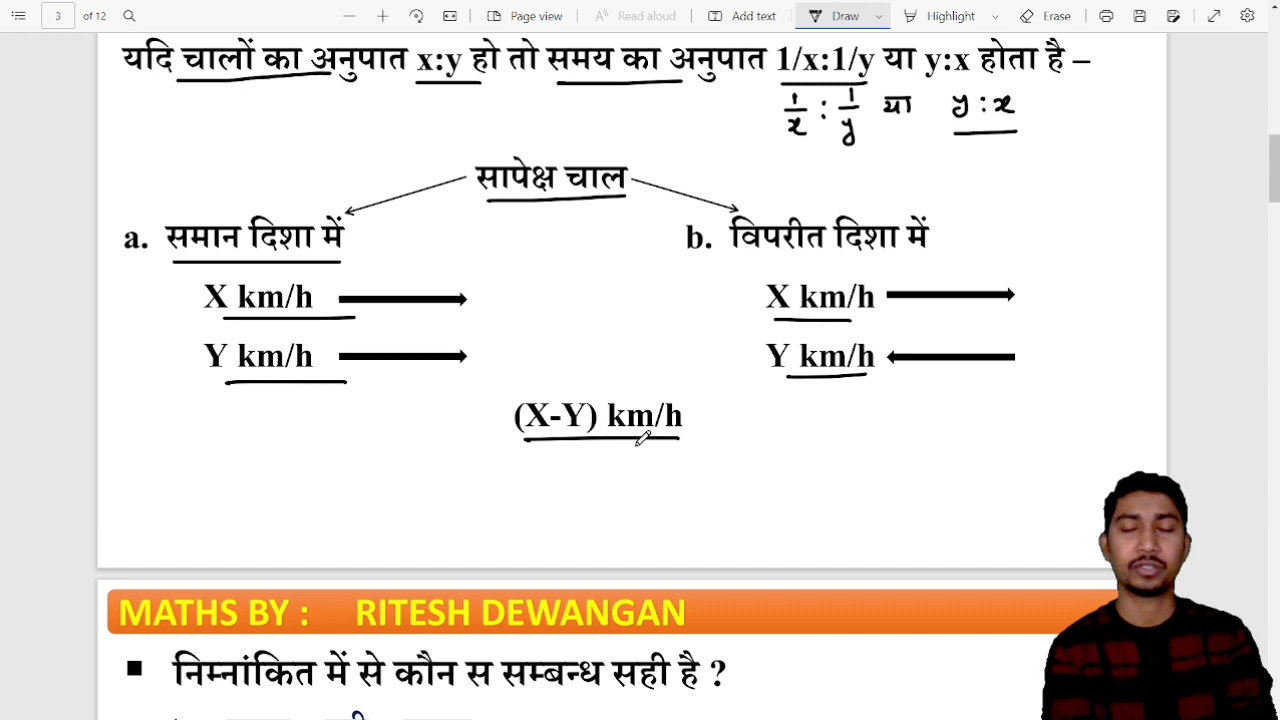 3 of 12 Page view Read aloud Add text Draw Highlight Erase
यदि चालों का अनुपात x:y हो तो समय का अनुपात 1/x:1/y या y:x होता है –
1/x : 1/y या y : x
सापेक्ष चाल
a. समान दिशा में b. विपरीत दिशा में
X km/h X km/h
Y km/h Y km/h
(X-Y) km/h
MATHS BY : RITESH DEWANGAN
▪ निम्नांकित में से कौन स सम्बन्ध सही है ?